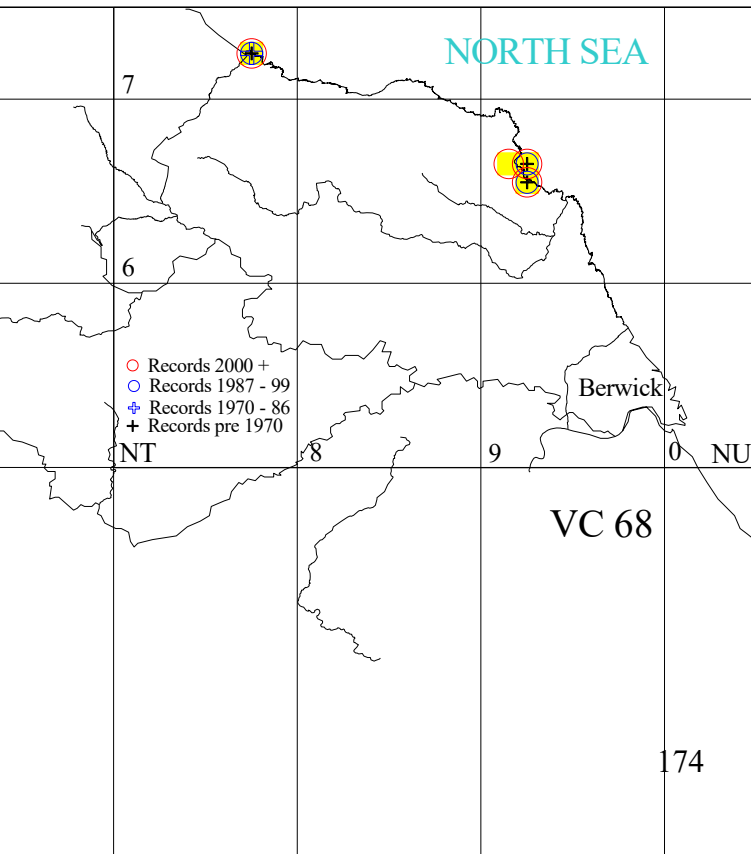 NORTH SEA
7
6
Records 2000 +
Records 1987 - 99
Records 1970 - 86
Records pre 1970
Berwick
NT
8
9
0
NU
VC 68
174